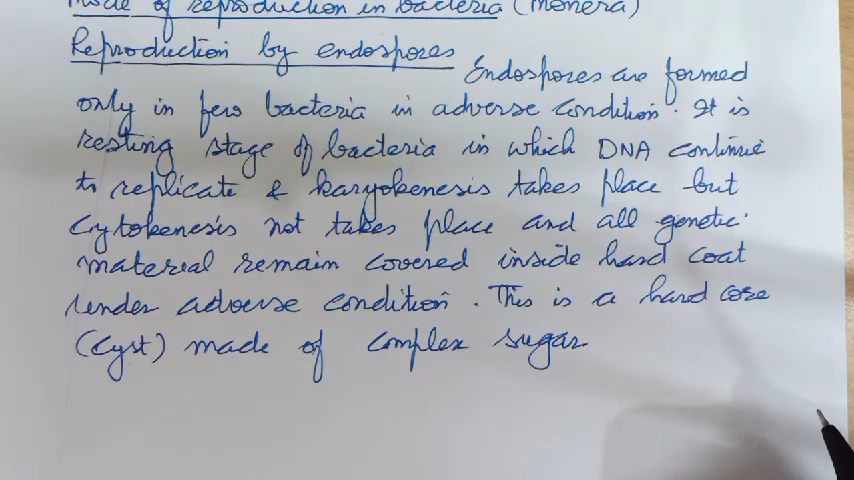 Mode of reproduction in bacteria (Monera)
Reproduction by endospores
Endospores are formed
only in few bacteria in adverse condition. It is
resting stage of bacteria in which DNA continue
to replicate & karyokenesis takes place but
Cytokenesis not takes place and all genetic
material remain covered inside hard coat
under adverse condition. This is a hard core
(Cyst) made of complex sugar